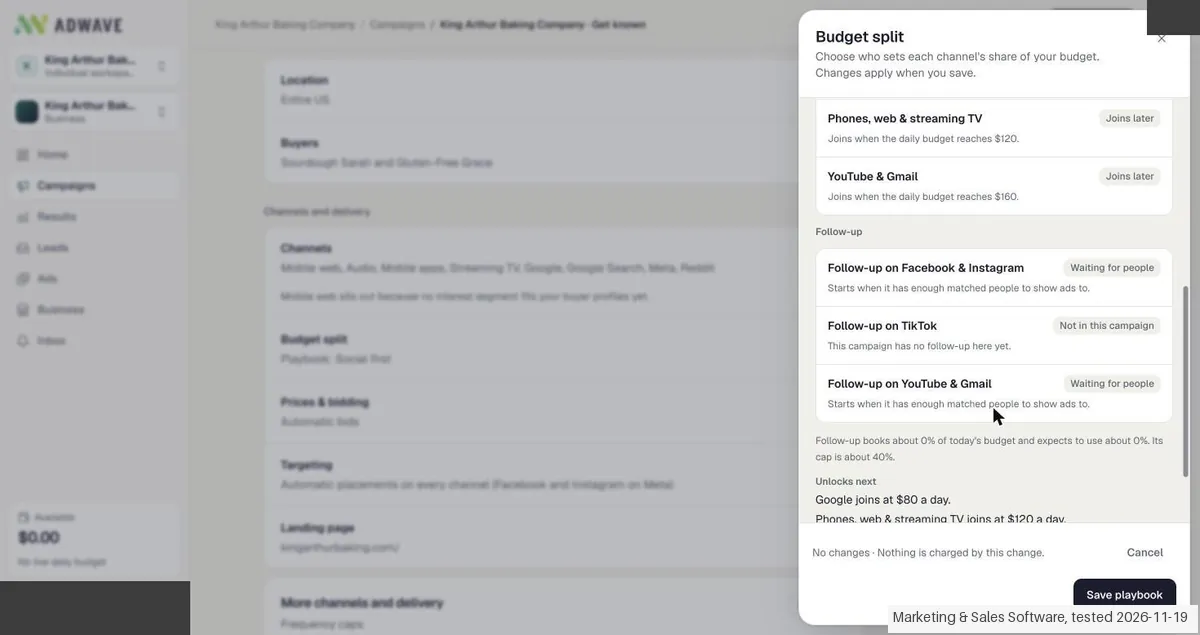 ADWAVE
King Arthur Bak...
Individual workspa...
King Arthur Bak...
Business
Home
Campaigns
Results
Leads
Ads
Business
Inbox
Available
$0.00
No live daily budget
King Arthur Baking Company / Campaigns / King Arthur Baking Company · Get known
Location
Entire US
Buyers
Sourdough Sarah and Gluten-Free Grace
Channels and delivery
Channels
Mobile web, Audio, Mobile apps, Streaming TV, Google, Google Search, Meta, Reddit
Mobile web sits out because no interest segment fits your buyer profiles yet.
Budget split
Playbook: Social first
Prices & bidding
Automatic bids
Targeting
Automatic placements on every channel (Facebook and Instagram on Meta)
Landing page
kingarthurbaking.com/
More channels and delivery
Frequency caps
Budget split
Choose who sets each channel's share of your budget.
Changes apply when you save.
Phones, web & streaming TV
Joins later
Joins when the daily budget reaches $120.
YouTube & Gmail
Joins later
Joins when the daily budget reaches $160.
Follow-up
Follow-up on Facebook & Instagram
Waiting for people
Starts when it has enough matched people to show ads to.
Follow-up on TikTok
Not in this campaign
This campaign has no follow-up here yet.
Follow-up on YouTube & Gmail
Waiting for people
Starts when it has enough matched people to show ads to.
Follow-up books about 0% of today's budget and expects to use about 0%. Its
cap is about 40%.
Unlocks next
Google joins at $80 a day.
Phones, web & streaming TV joins at $120 a day.
No changes · Nothing is charged by this change.
Cancel
Save playbook
Marketing & Sales Software, tested 2026-11-19